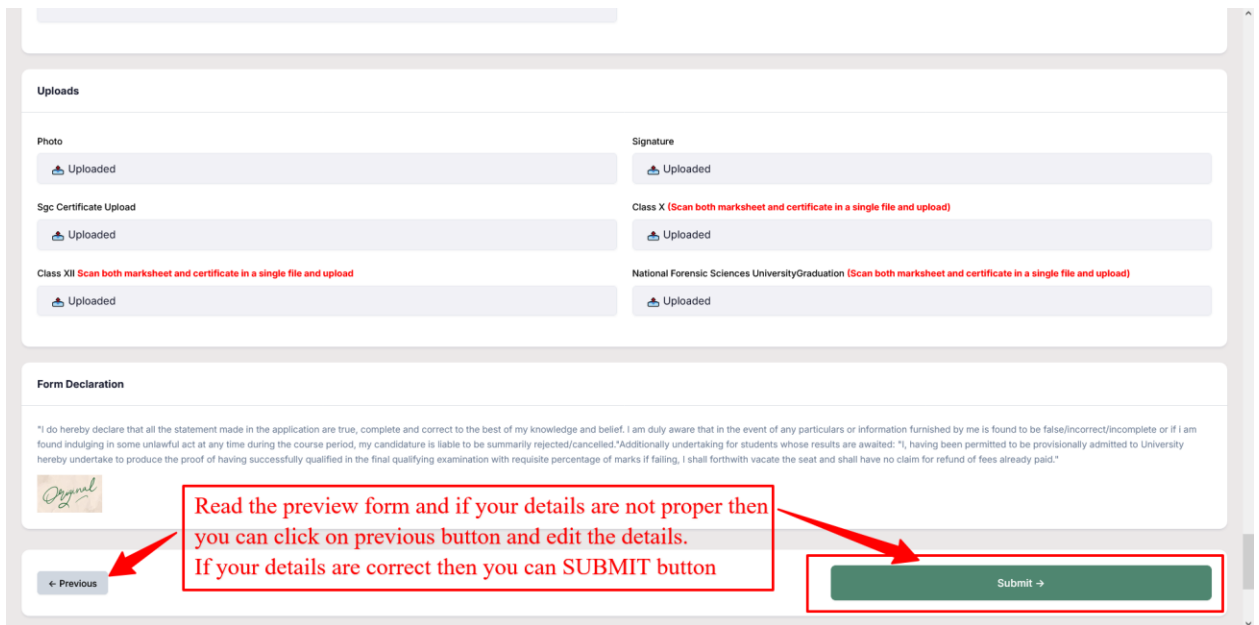 Uploads
Photo
Signature
Uploaded
Uploaded
Sgc Certificate Upload
Class X (Scan both marksheet and certificate in a single file and upload)
Uploaded
Uploaded
Class XII Scan both marksheet and certificate in a single file and upload
National Forensic Sciences UniversityGraduation (Scan both marksheet and certificate in a single file and upload)
Uploaded
Uploaded
Form Declaration
"I do hereby declare that all the statement made in the application are true, complete and correct to the best of my knowledge and belief. I am duly aware that in the event of any particulars or information furnished by me is found to be false/incorrect/incomplete or if i am
found indulging in some unlawful act at any time during the course period, my candidature is liable to be summarily rejected/cancelled."Additionally undertaking for students whose results are awaited: "I, having been permitted to be provisionally admitted to University
hereby undertake to produce the proof of having successfully qualified in the final qualifying examination with requisite percentage of marks if failing, I shall forthwith vacate the seat and shall have no claim for refund of fees already paid."
Original
Read the preview form and if your details are not proper then
you can click on previous button and edit the details.
If your details are correct then you can SUBMIT button
← Previous
Submit →